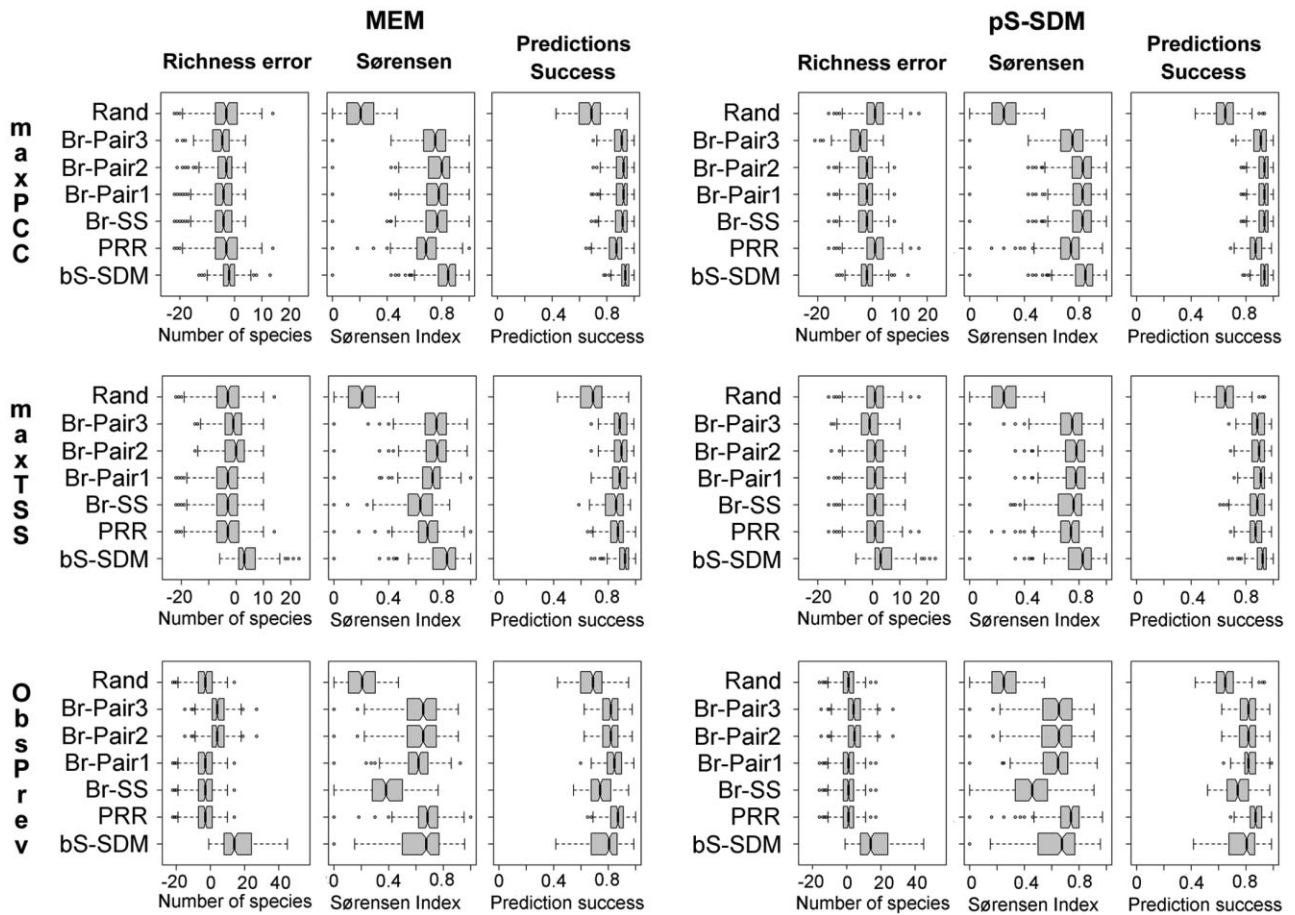 MEM
pS-SDM
Richness error
Sørensen
Predictions
Success
Richness error
Sørensen
Predictions
Success
maxPCC
Rand
Br-Pair3
Br-Pair2
Br-Pair1
Br-SS
PRR
bS-SDM
Rand
Br-Pair3
Br-Pair2
Br-Pair1
Br-SS
PRR
bS-SDM
-20 0 10 20
0 0.4 0.8
0 0.4 0.8
-20 0 10 20
0 0.4 0.8
0 0.4 0.8
Number of species
Sørensen Index
Prediction success
Number of species
Sørensen Index
Prediction success
maxTSS
Rand
Br-Pair3
Br-Pair2
Br-Pair1
Br-SS
PRR
bS-SDM
Rand
Br-Pair3
Br-Pair2
Br-Pair1
Br-SS
PRR
bS-SDM
-20 0 10 20
0 0.4 0.8
0 0.4 0.8
-20 0 10 20
0 0.4 0.8
0 0.4 0.8
Number of species
Sørensen Index
Prediction success
Number of species
Sørensen Index
Prediction success
ObsPrev
Rand
Br-Pair3
Br-Pair2
Br-Pair1
Br-SS
PRR
bS-SDM
Rand
Br-Pair3
Br-Pair2
Br-Pair1
Br-SS
PRR
bS-SDM
-20 0 20 40
0 0.4 0.8
0 0.4 0.8
-20 0 20 40
0 0.4 0.8
0 0.4 0.8
Number of species
Sørensen Index
Prediction success
Number of species
Sørensen Index
Prediction success